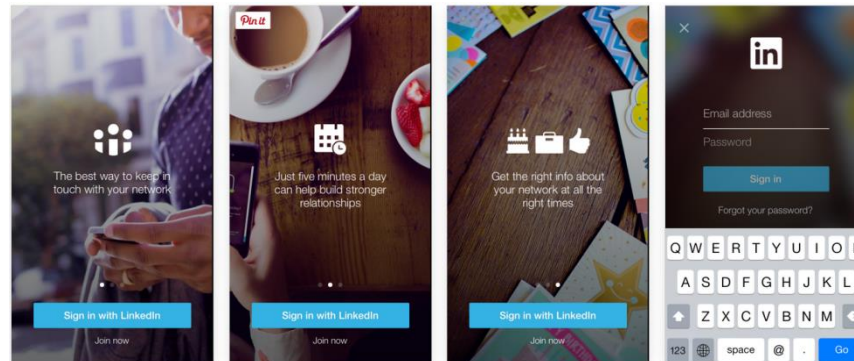 The best way to keep in
touch with your network
Sign in with LinkedIn
Join now
Pin it
Just five minutes a day
can help build stronger
relationships
Sign in with LinkedIn
Join now
Get the right info about
your network at all the
right times
Sign in with LinkedIn
Join now
in
Email address
Password
Sign in
Forgot your password?
Q W E R T Y U I O
A S D F G H J K L
Z X C V B N M
123 space @ . Go